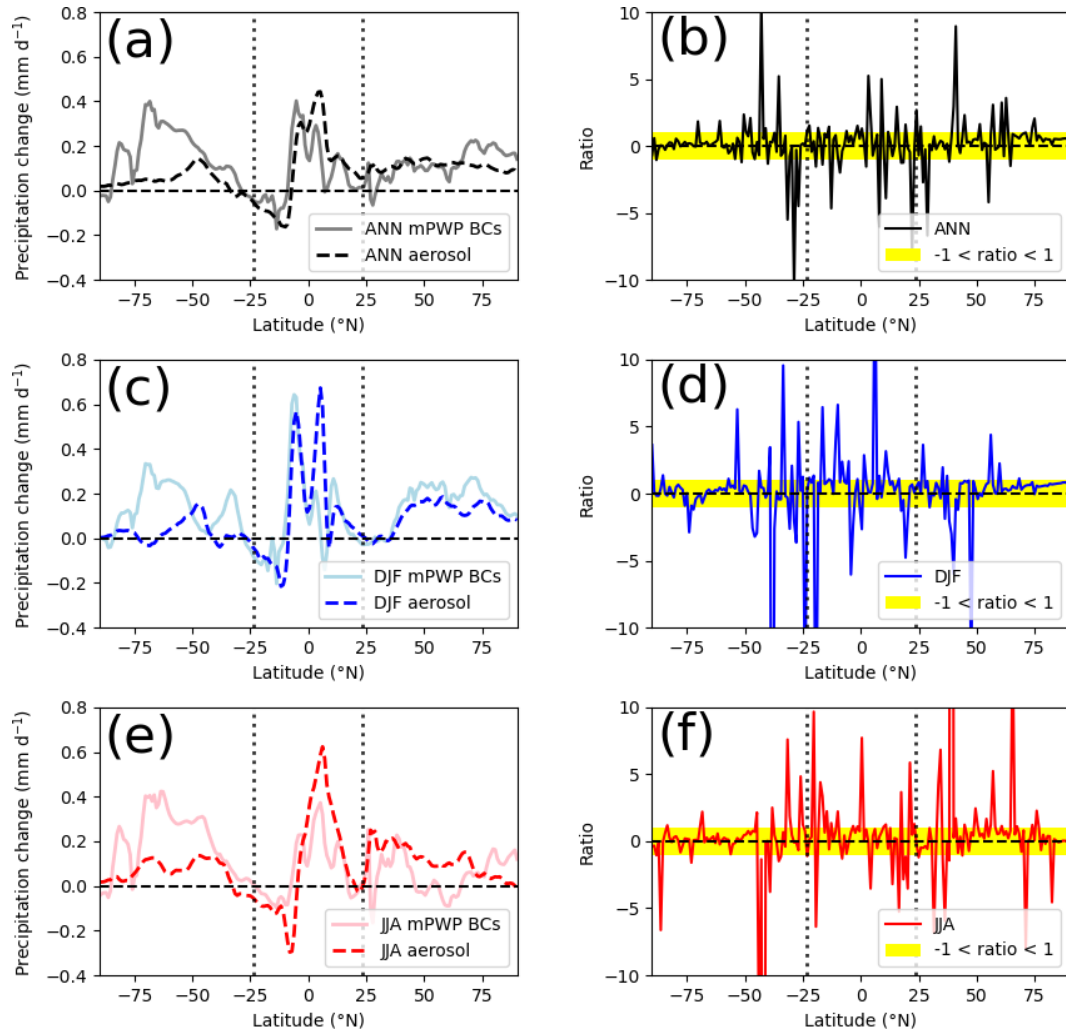 (a)
Precipitation change (mm d⁻¹)
0.8
0.6
0.4
0.2
0.0
−0.2
−0.4
ANN mPWP BCs
ANN aerosol
−75 −50 −25 0 25 50 75
Latitude (°N)
(b)
Ratio
10
5
0
−5
−10
ANN
-1 < ratio < 1
−75 −50 −25 0 25 50 75
Latitude (°N)
(c)
Precipitation change (mm d⁻¹)
0.8
0.6
0.4
0.2
0.0
−0.2
−0.4
DJF mPWP BCs
DJF aerosol
−75 −50 −25 0 25 50 75
Latitude (°N)
(d)
Ratio
10
5
0
−5
−10
DJF
-1 < ratio < 1
−75 −50 −25 0 25 50 75
Latitude (°N)
(e)
Precipitation change (mm d⁻¹)
0.8
0.6
0.4
0.2
0.0
−0.2
−0.4
JJA mPWP BCs
JJA aerosol
−75 −50 −25 0 25 50 75
Latitude (°N)
(f)
Ratio
10
5
0
−5
−10
JJA
-1 < ratio < 1
−75 −50 −25 0 25 50 75
Latitude (°N)